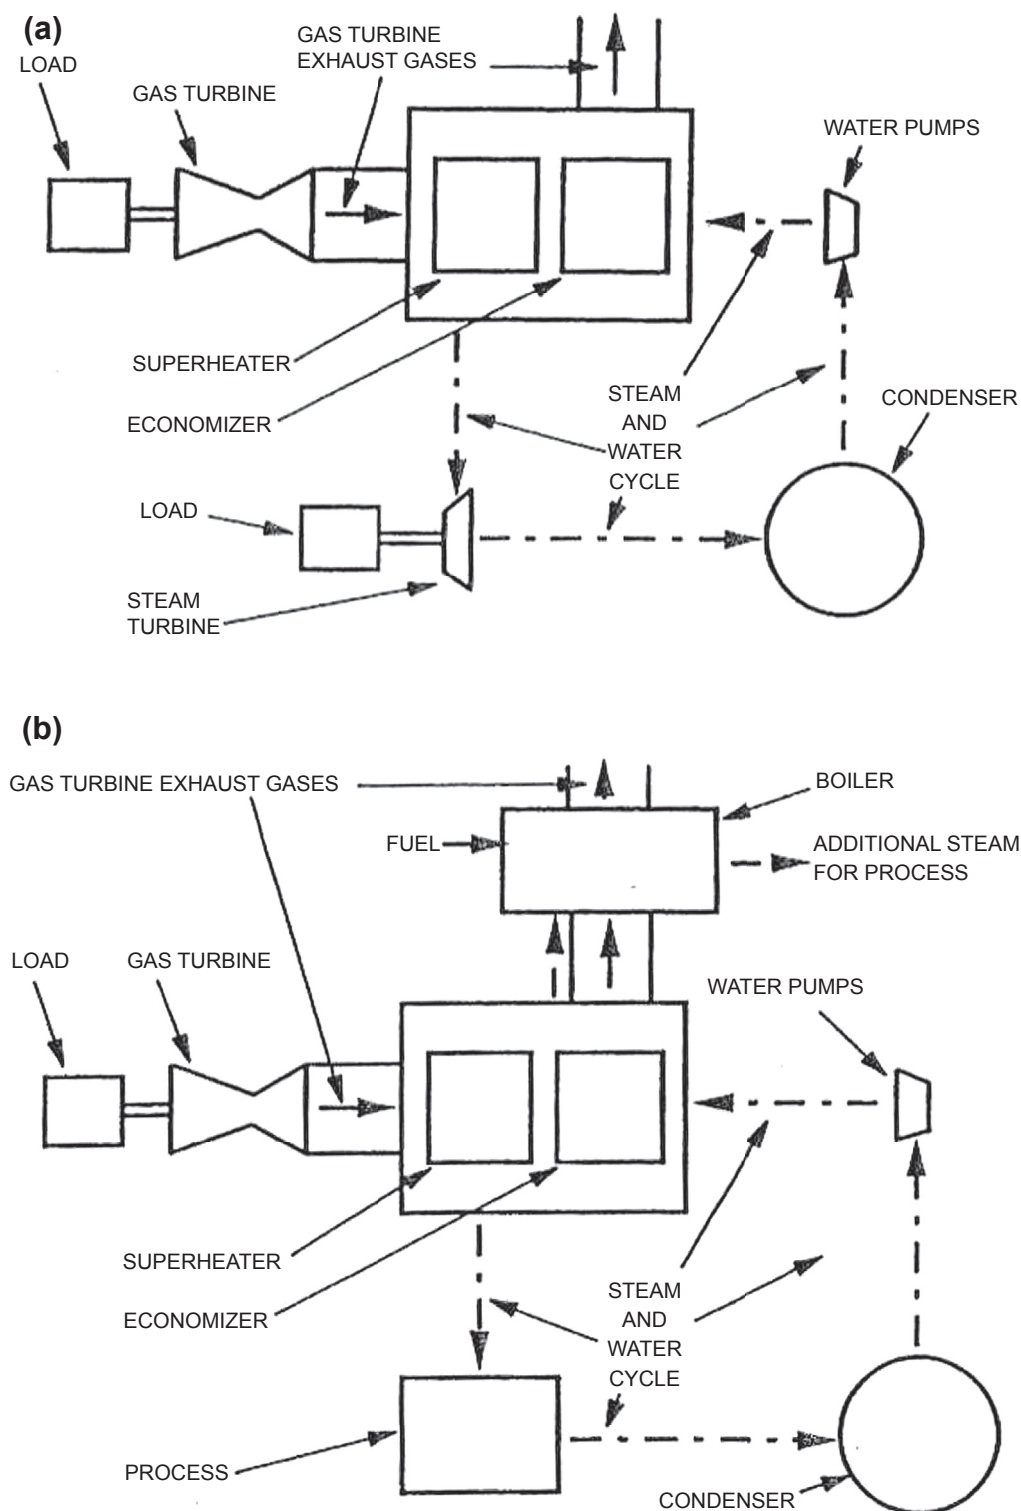 (a)
LOAD
GAS TURBINE
GAS TURBINE
EXHAUST GASES
WATER PUMPS
SUPERHEATER
ECONOMIZER
STEAM
AND
WATER
CYCLE
CONDENSER
LOAD
STEAM
TURBINE
(b)
GAS TURBINE EXHAUST GASES
BOILER
FUEL
ADDITIONAL STEAM
FOR PROCESS
LOAD
GAS TURBINE
WATER PUMPS
SUPERHEATER
ECONOMIZER
STEAM
AND
WATER
CYCLE
PROCESS
CONDENSER